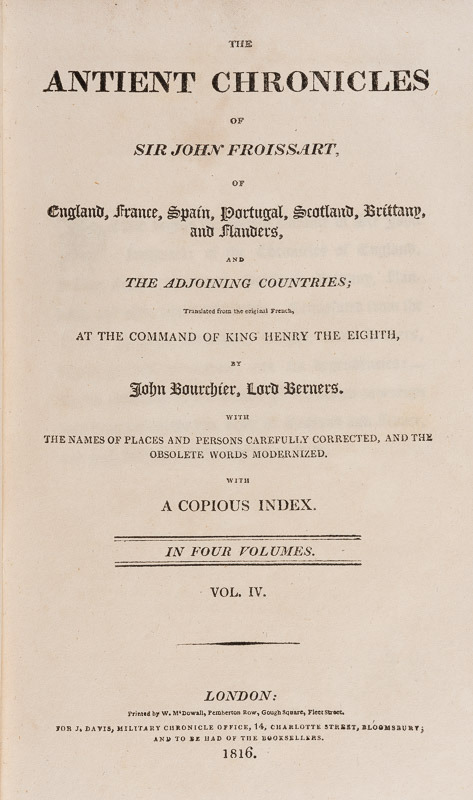 THE
ANTIENT CHRONICLES
OF
SIR JOHN FROISSART,
OF
England, France, Spain, Portugal, Scotland, Brittany,
and Flanders,
AND
THE ADJOINING COUNTRIES;
Translated from the original French,
AT THE COMMAND OF KING HENRY THE EIGHTH,
BY
John Bourchier, Lord Berners.
WITH
THE NAMES OF PLACES AND PERSONS CAREFULLY CORRECTED, AND THE
OBSOLETE WORDS MODERNIZED.
WITH
A COPIOUS INDEX.
IN FOUR VOLUMES.
VOL. IV.
LONDON:
Printed by W. McDowall, Pemberton Row, Gough Square, Fleet Street.
FOR J. DAVIS, MILITARY CHRONICLE OFFICE, 14, CHARLOTTE STREET, BLOOMSBURY;
AND TO BE HAD OF THE BOOKSELLERS.
1816.